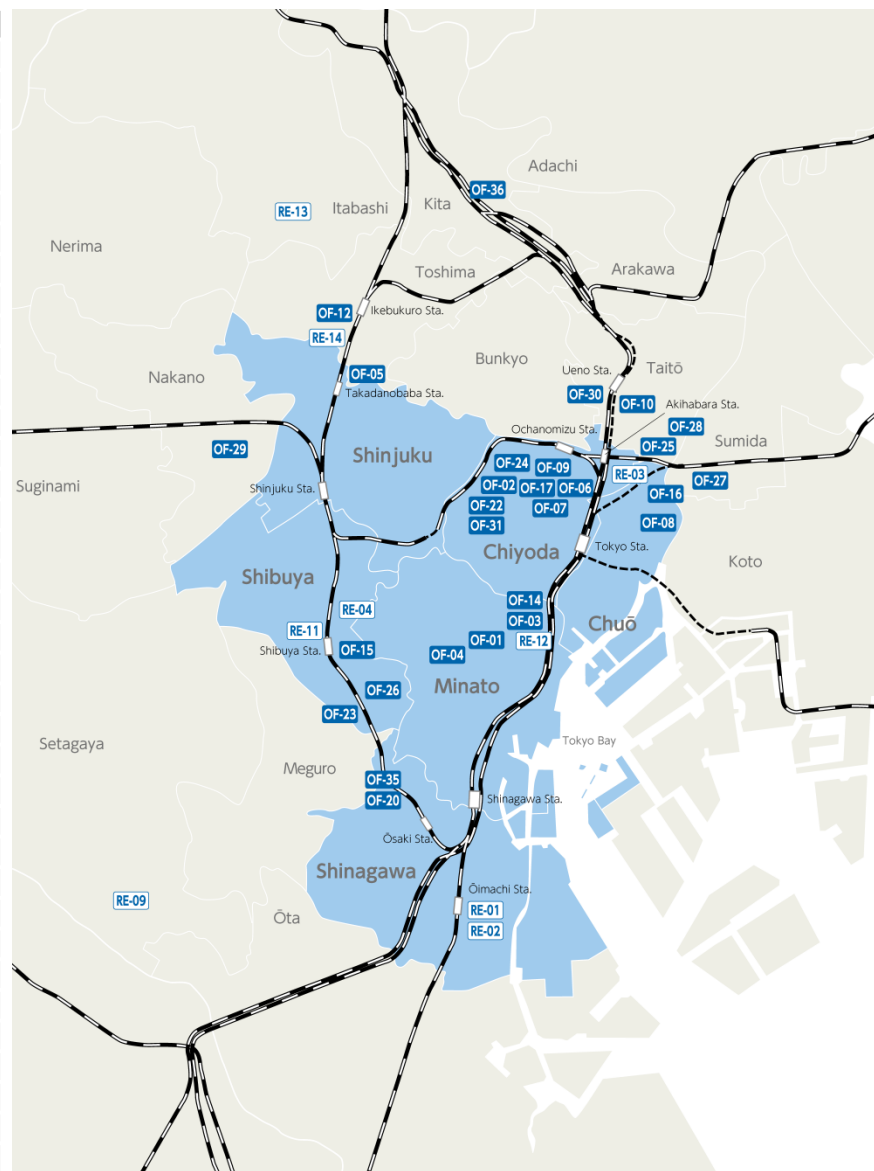 Adachi
OF-36
Itabashi
Kita
RE-13
Nerima
Toshima
Arakawa
OF-12
Ikebukuro Sta.
RE-14
Bunkyo
Ueno Sta.
Taitō
Nakano
OF-05
Takadanobaba Sta.
OF-30
OF-10
Akihabara Sta.
Ochanomizu Sta.
OF-28
OF-25
Sumida
OF-29
Shinjuku
OF-24
OF-09
RE-03
OF-27
Suginami
Shinjuku Sta.
OF-02
OF-17
OF-06
OF-16
OF-22
OF-07
OF-31
OF-08
Chiyoda
Tokyo Sta.
Koto
Shibuya
RE-04
OF-14
OF-03
Chuō
RE-11
OF-01
RE-12
Shibuya Sta.
OF-15
OF-04
OF-26
Minato
OF-23
Setagaya
Tokyo Bay
Meguro
OF-35
OF-20
Shinagawa Sta.
Ōsaki Sta.
Shinagawa
Ōimachi Sta.
RE-09
RE-01
Ōta
RE-02